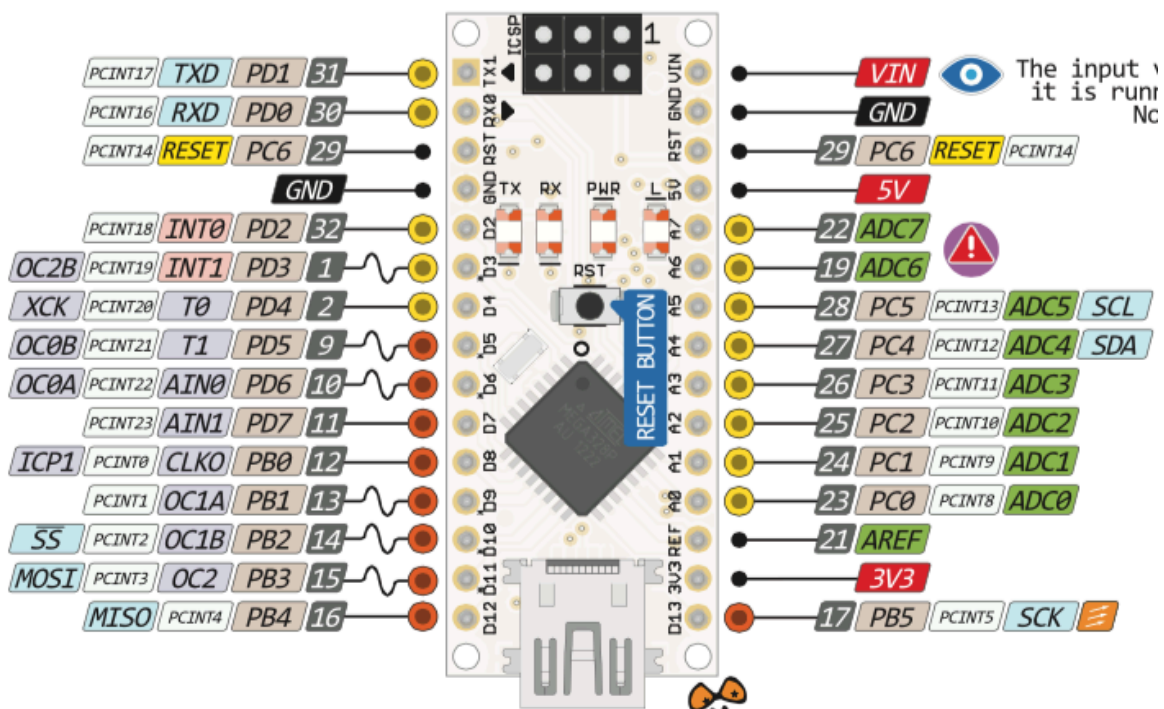 ICSP 1
PCINT17 TXD PD1 31 TX1 VIN VIN The input v
it is runn
PCINT16 RXD PD0 30 RX0 GND GND No
PCINT14 RESET PC6 29 RST RST 29 PC6 RESET PCINT14
GND GND TX RX PWR L 5V 5V
PCINT18 INT0 PD2 32 D2 A7 22 ADC7
OC2B PCINT19 INT1 PD3 1 D3 RST A6 19 ADC6
XCK PCINT20 T0 PD4 2 D4 A5 28 PC5 PCINT13 ADC5 SCL
OC0B PCINT21 T1 PD5 9 D5 A4 27 PC4 PCINT12 ADC4 SDA
RESET BUTTON
OC0A PCINT22 AIN0 PD6 10 D6 A3 26 PC3 PCINT11 ADC3
PCINT23 AIN1 PD7 11 D7 A2 25 PC2 PCINT10 ADC2
ICP1 PCINT0 CLKO PB0 12 D8 A1 24 PC1 PCINT9 ADC1
PCINT1 OC1A PB1 13 D9 A0 23 PC0 PCINT8 ADC0
SS PCINT2 OC1B PB2 14 D10 REF 21 AREF
MOSI PCINT3 OC2 PB3 15 D11 3V3 3V3
MISO PCINT4 PB4 16 D12 D13 17 PB5 PCINT5 SCK